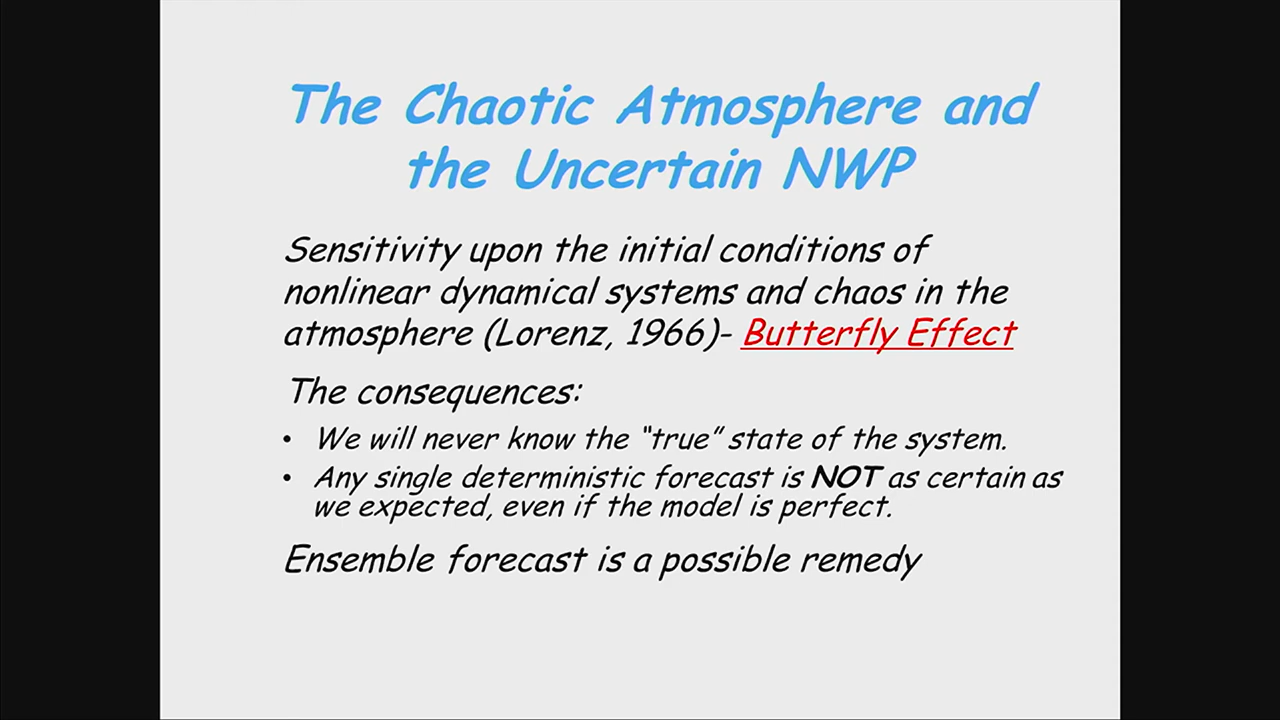 The Chaotic Atmosphere and
the Uncertain NWP
Sensitivity upon the initial conditions of
nonlinear dynamical systems and chaos in the
atmosphere (Lorenz, 1966)- Butterfly Effect
The consequences:
• We will never know the “true” state of the system.
• Any single deterministic forecast is NOT as certain as
we expected, even if the model is perfect.
Ensemble forecast is a possible remedy